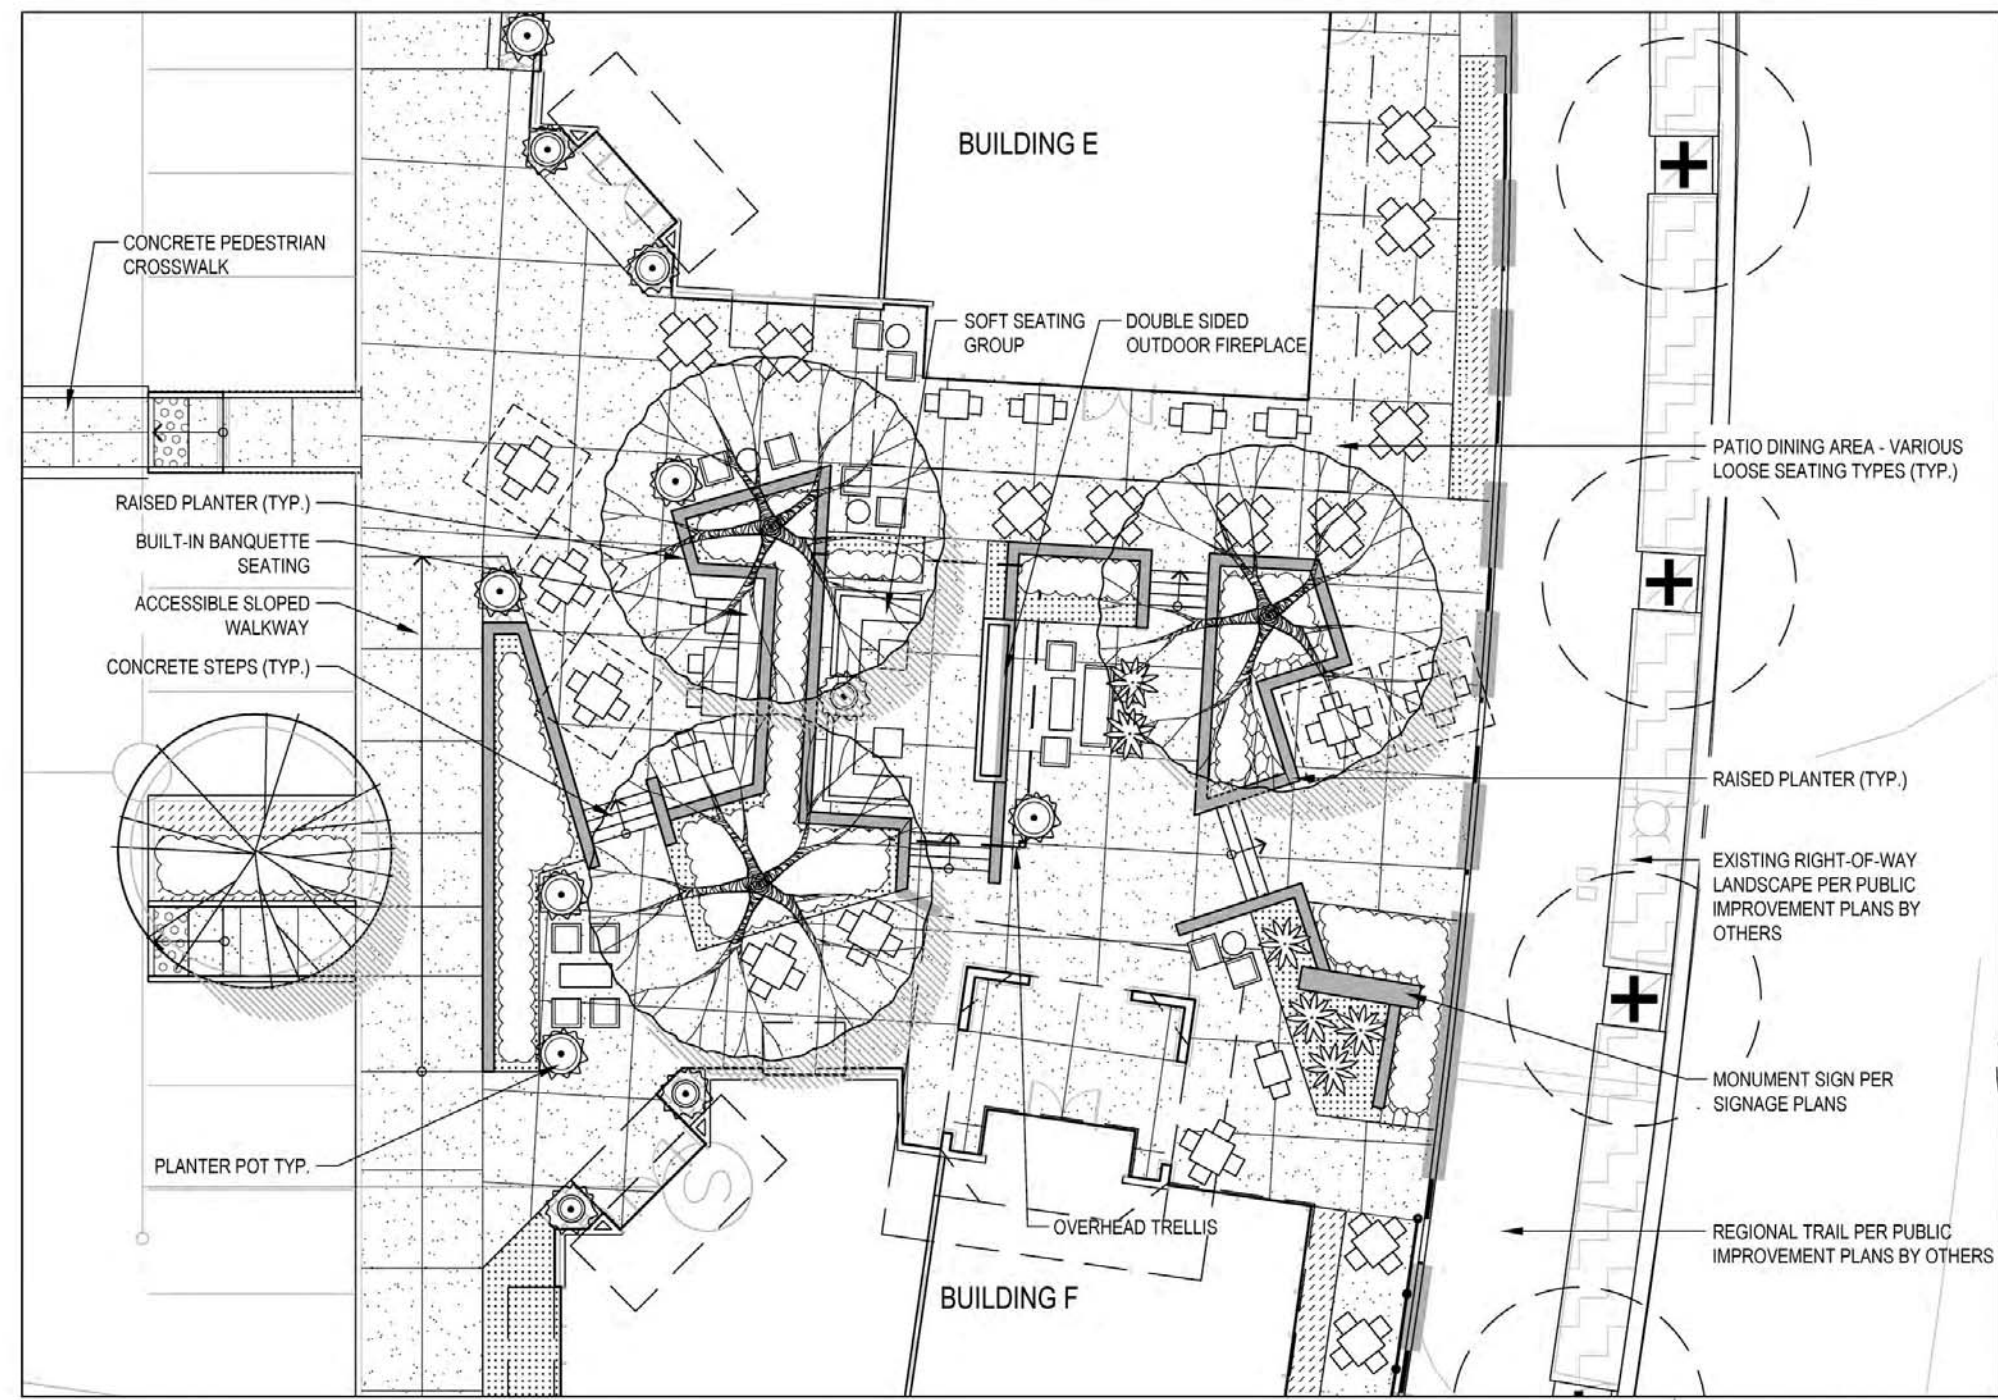 BUILDING E
CONCRETE PEDESTRIAN
CROSSWALK
SOFT SEATING
GROUP
DOUBLE SIDED
OUTDOOR FIREPLACE
PATIO DINING AREA - VARIOUS
LOOSE SEATING TYPES (TYP.)
RAISED PLANTER (TYP.)
BUILT-IN BANQUETTE
SEATING
ACCESSIBLE SLOPED
WALKWAY
CONCRETE STEPS (TYP.)
RAISED PLANTER (TYP.)
EXISTING RIGHT-OF-WAY
LANDSCAPE PER PUBLIC
IMPROVEMENT PLANS BY
OTHERS
MONUMENT SIGN PER
SIGNAGE PLANS
PLANTER POT TYP.
S
OVERHEAD TRELLIS
REGIONAL TRAIL PER PUBLIC
IMPROVEMENT PLANS BY OTHERS
BUILDING F